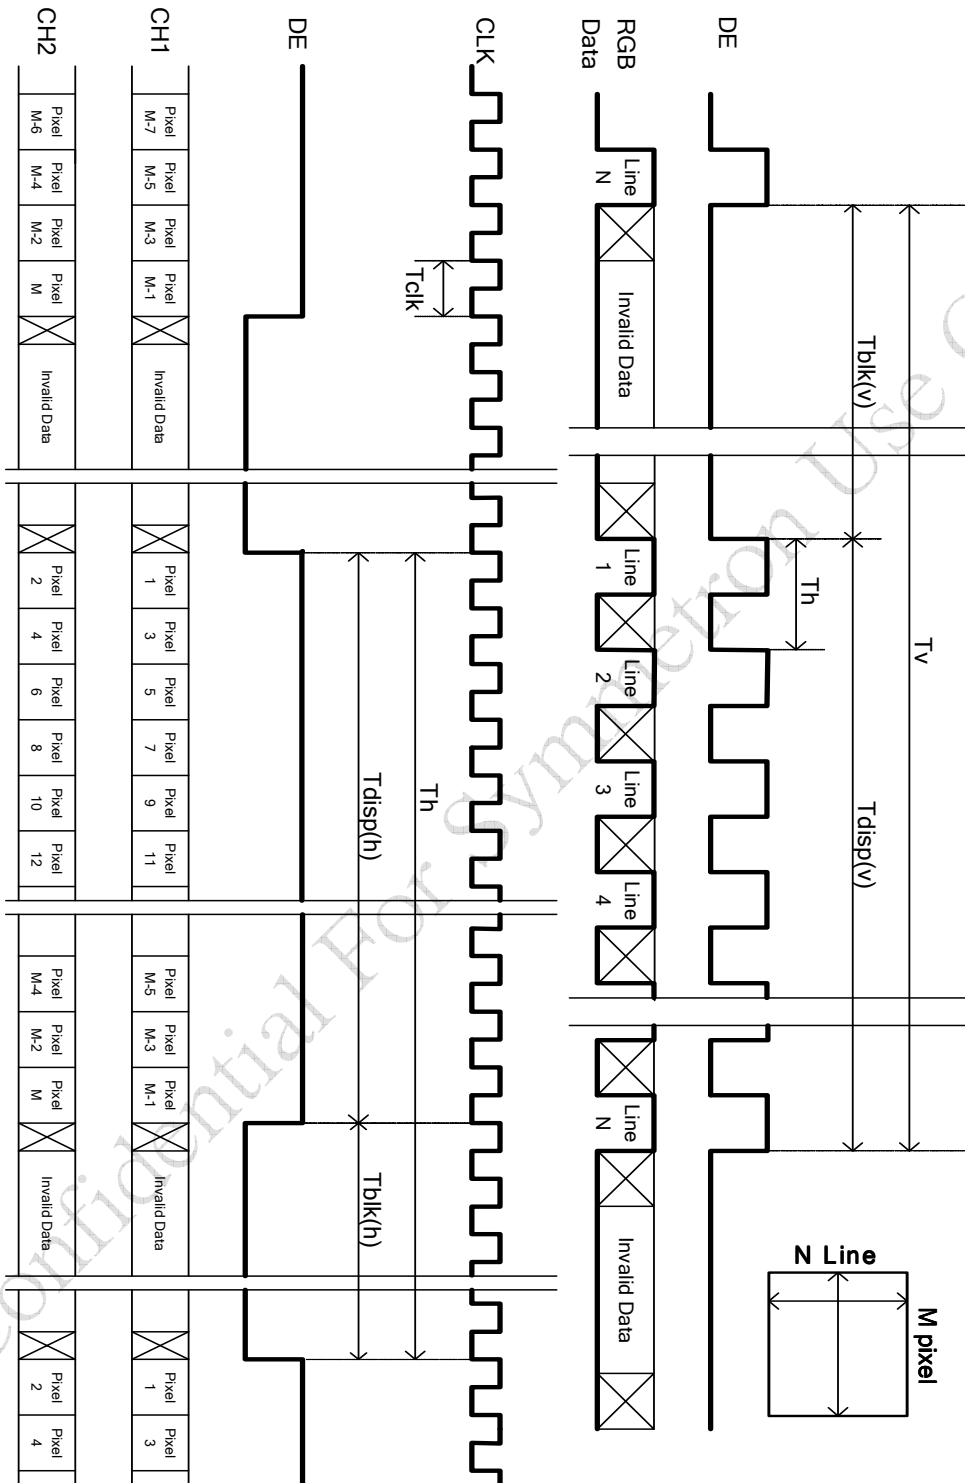 M pixel
N Line
Tv
Tblk(v)
Tdisp(v)
Th
DE
RGB
Data
Line
N
Invalid Data
Line
1
Line
2
Line
3
Line
4
Line
N
Invalid Data
CLK
Tclk
Th
Tdisp(h)
Tblk(h)
DE
CH1
Pixel
M-7
Pixel
M-5
Pixel
M-3
Pixel
M-1
Invalid Data
Pixel
1
Pixel
3
Pixel
5
Pixel
7
Pixel
9
Pixel
11
Pixel
M-5
Pixel
M-3
Pixel
M-1
Invalid Data
Pixel
1
Pixel
3
CH2
Pixel
M-6
Pixel
M-4
Pixel
M-2
Pixel
M
Invalid Data
Pixel
2
Pixel
4
Pixel
6
Pixel
8
Pixel
10
Pixel
12
Pixel
M-4
Pixel
M-2
Pixel
M
Invalid Data
Pixel
2
Pixel
4
onfidential For Symmetron Use